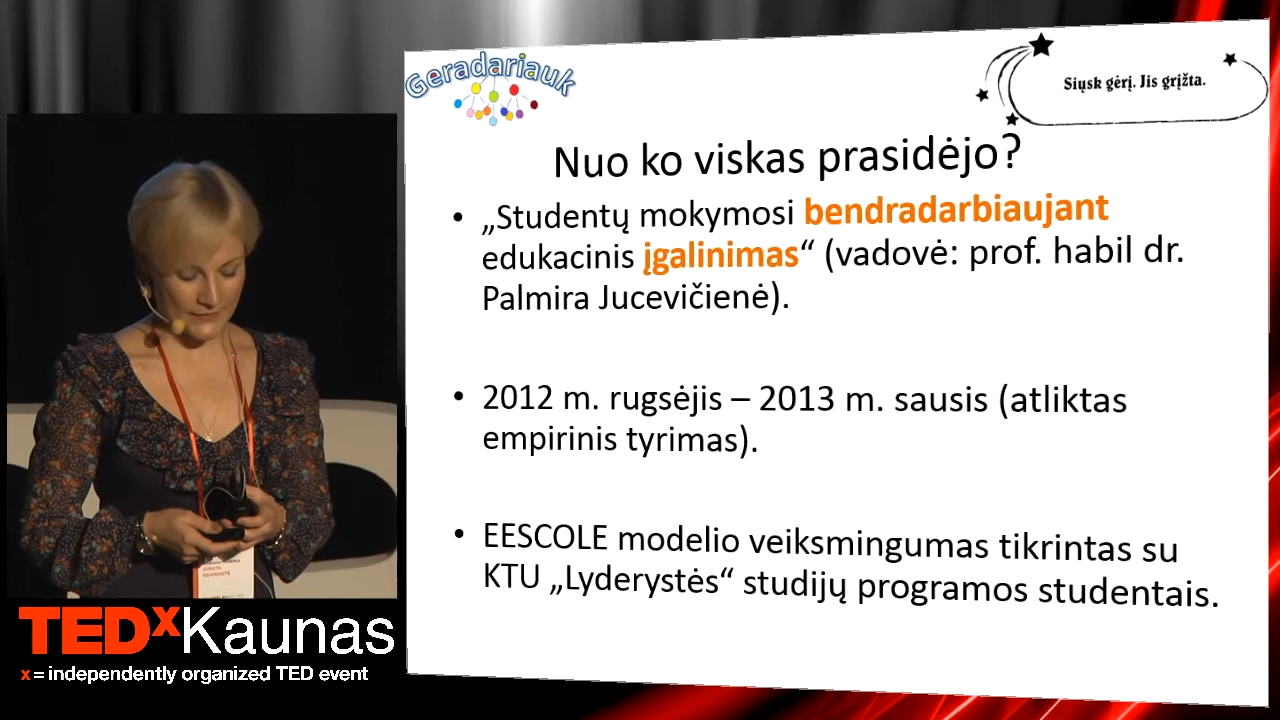 Geradariauk
Siųsk gėrį. Jis grįžta.
Nuo ko viskas prasidėjo?
• „Studentų mokymosi bendradarbiaujant
edukacinis įgalinimas“ (vadovė: prof. habil dr.
Palmira Jucevičienė).
• 2012 m. rugsėjis – 2013 m. sausis (atliktas
empirinis tyrimas).
• EESCOLE modelio veiksmingumas tikrintas su
KTU „Lyderystės“ studijų programos studentais.
TEDxKaunas
x = independently organized TED event